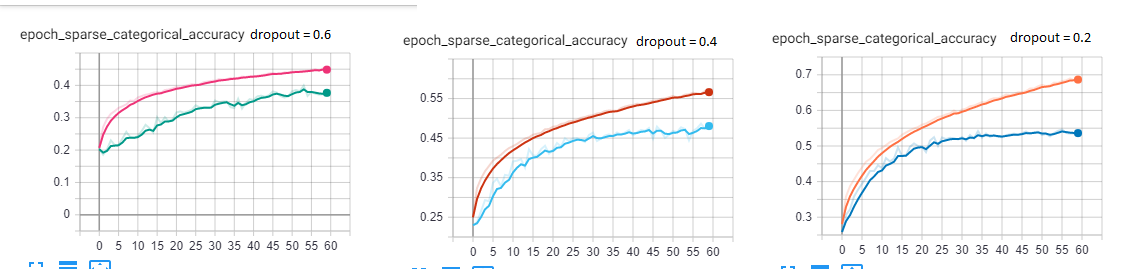 epoch_sparse_categorical_accuracy dropout = 0.6
0.4
0.3
0.2
0.1
0
0 5 10 15 20 25 30 35 40 45 50 55 60
epoch_sparse_categorical_accuracy dropout = 0.4
0.55
0.45
0.35
0.25
0 5 10 15 20 25 30 35 40 45 50 55 60
epoch_sparse_categorical_accuracy dropout = 0.2
0.7
0.6
0.5
0.4
0.3
0 5 10 15 20 25 30 35 40 45 50 55 60